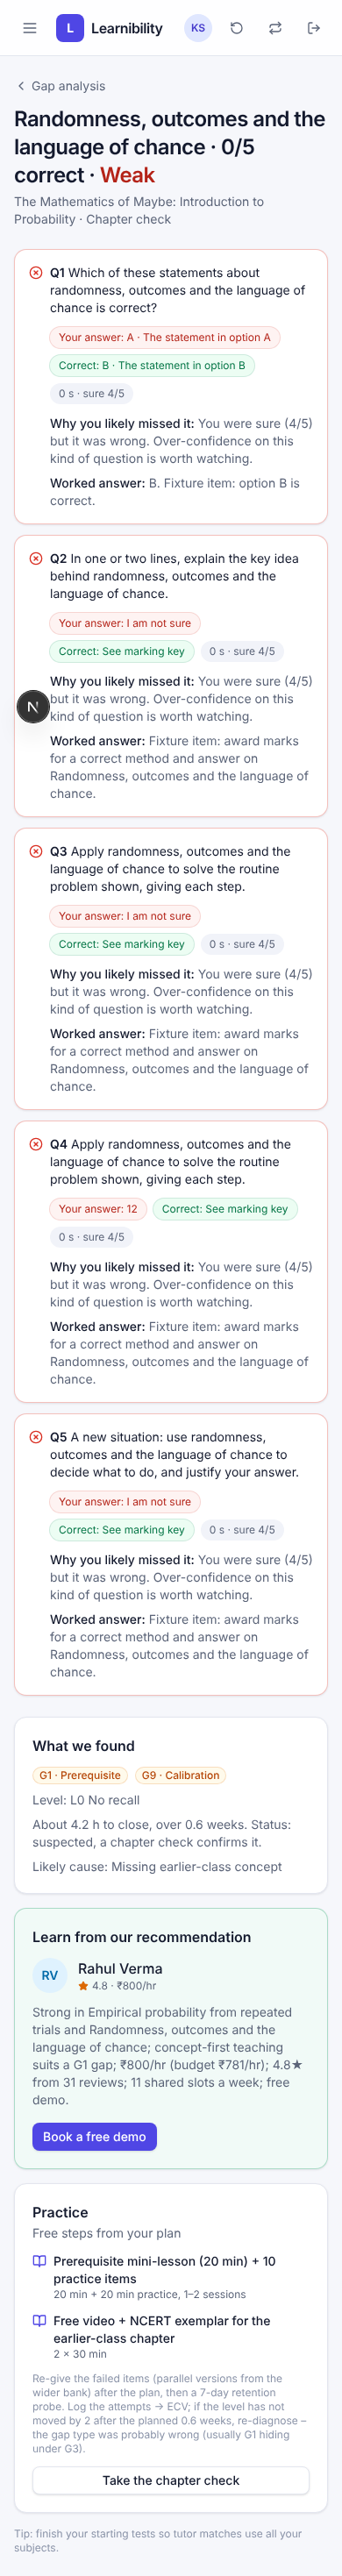 L Learnibility KS
Gap analysis
Randomness, outcomes and the
language of chance · 0/5
correct · Weak
The Mathematics of Maybe: Introduction to
Probability · Chapter check
Q1 Which of these statements about
randomness, outcomes and the language of
chance is correct?
Your answer: A · The statement in option A
Correct: B · The statement in option B
0 s · sure 4/5
Why you likely missed it: You were sure (4/5)
but it was wrong. Over-confidence on this
kind of question is worth watching.
Worked answer: B. Fixture item: option B is
correct.
Q2 In one or two lines, explain the key idea
behind randomness, outcomes and the
language of chance.
Your answer: I am not sure
Correct: See marking key 0 s · sure 4/5
Why you likely missed it: You were sure (4/5)
but it was wrong. Over-confidence on this
N
kind of question is worth watching.
Worked answer: Fixture item: award marks
for a correct method and answer on
Randomness, outcomes and the language of
chance.
Q3 Apply randomness, outcomes and the
language of chance to solve the routine
problem shown, giving each step.
Your answer: I am not sure
Correct: See marking key 0 s · sure 4/5
Why you likely missed it: You were sure (4/5)
but it was wrong. Over-confidence on this
kind of question is worth watching.
Worked answer: Fixture item: award marks
for a correct method and answer on
Randomness, outcomes and the language of
chance.
Q4 Apply randomness, outcomes and the
language of chance to solve the routine
problem shown, giving each step.
Your answer: 12 Correct: See marking key
0 s · sure 4/5
Why you likely missed it: You were sure (4/5)
but it was wrong. Over-confidence on this
kind of question is worth watching.
Worked answer: Fixture item: award marks
for a correct method and answer on
Randomness, outcomes and the language of
chance.
Q5 A new situation: use randomness,
outcomes and the language of chance to
decide what to do, and justify your answer.
Your answer: I am not sure
Correct: See marking key 0 s · sure 4/5
Why you likely missed it: You were sure (4/5)
but it was wrong. Over-confidence on this
kind of question is worth watching.
Worked answer: Fixture item: award marks
for a correct method and answer on
Randomness, outcomes and the language of
chance.
What we found
G1 · Prerequisite G9 · Calibration
Level: L0 No recall
About 4.2 h to close, over 0.6 weeks. Status:
suspected, a chapter check confirms it.
Likely cause: Missing earlier-class concept
Learn from our recommendation
RV Rahul Verma
★ 4.8 · ₹800/hr
Strong in Empirical probability from repeated
trials and Randomness, outcomes and the
language of chance; concept-first teaching
suits a G1 gap; ₹800/hr (budget ₹781/hr); 4.8★
from 31 reviews; 11 shared slots a week; free
demo.
Book a free demo
Practice
Free steps from your plan
Prerequisite mini-lesson (20 min) + 10
practice items
20 min + 20 min practice, 1–2 sessions
Free video + NCERT exemplar for the
earlier-class chapter
2 × 30 min
Re-give the failed items (parallel versions from the
wider bank) after the plan, then a 7-day retention
probe. Log the attempts → ECV; if the level has not
moved by 2 after the planned 0.6 weeks, re-diagnose –
the gap type was probably wrong (usually G1 hiding
under G3).
Take the chapter check
Tip: finish your starting tests so tutor matches use all your
subjects.